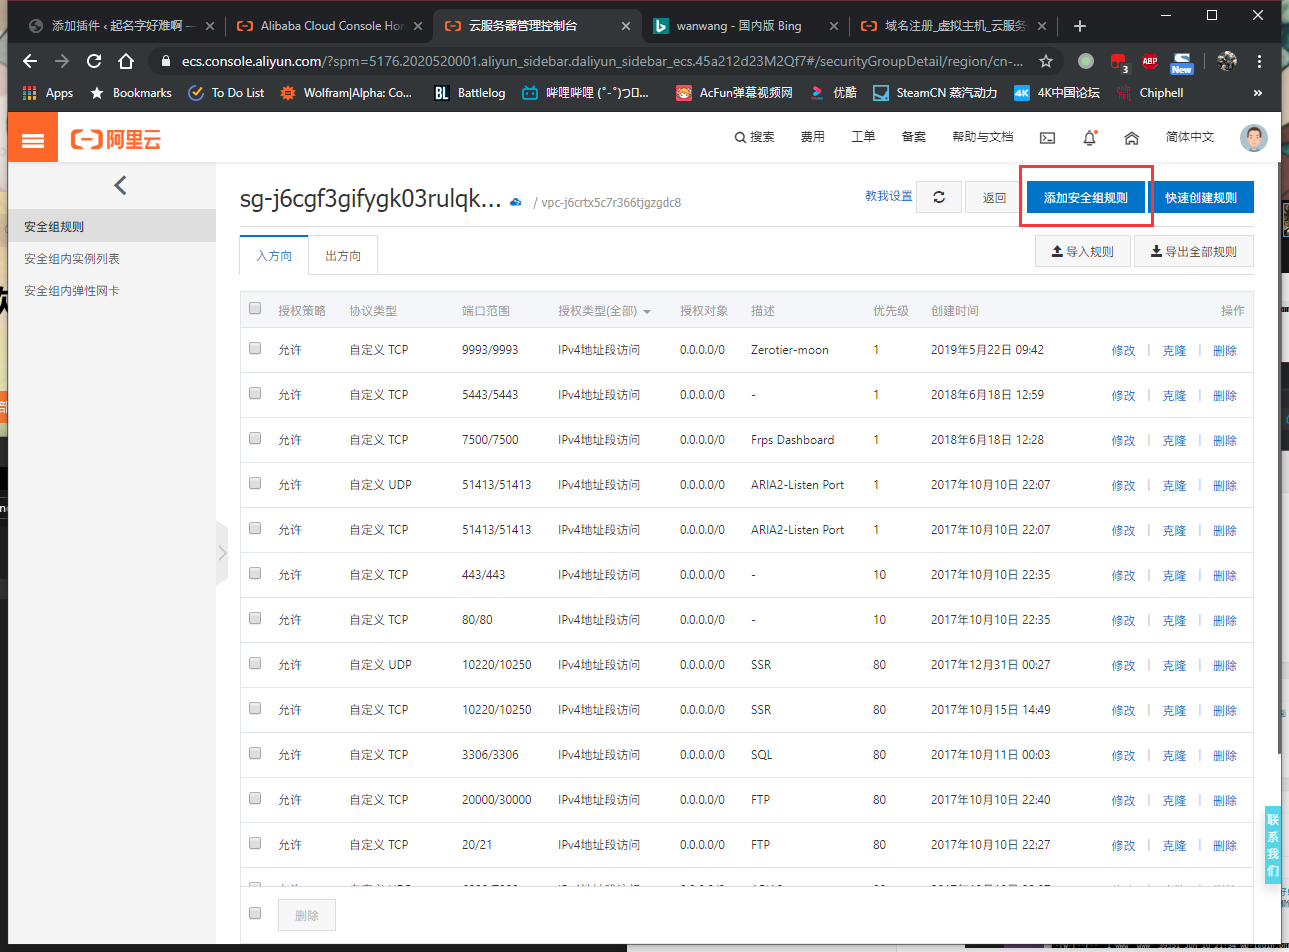 添加插件 ‹ 起名字好难啊 —
Alibaba Cloud Console Hom
云服务器管理控制台
wanwang - 国内版 Bing
域名注册_虚拟主机_云服务
ecs.console.aliyun.com/?spm=5176.2020520001.aliyun_sidebar.daliyun_sidebar_ecs.45a212d23M2Qf7#/securityGroupDetail/region/cn-...
3
ABP
New
Apps
Bookmarks
To Do List
Wolfram|Alpha: Co...
BL Battlelog
哔哩哔哩 (゜-゜)つロ...
AcFun弹幕视频网
优酷
SteamCN 蒸汽动力
4K 4K中国论坛
Chiphell
»
阿里云
搜索
费用
工单
备案
帮助与文档
简体中文
安全组规则
安全组内实例列表
安全组内弹性网卡
sg-j6cgf3gifygk03rulqk...
/ vpc-j6crtx5c7r366tjgzgdc8
教我设置
返回
添加安全组规则
快速创建规则
入方向
出方向
导入规则
导出全部规则
授权策略 协议类型 端口范围 授权类型(全部) 授权对象 描述 优先级 创建时间 操作
允许 自定义 TCP 9993/9993 IPv4地址段访问 0.0.0.0/0 Zerotier-moon 1 2019年5月22日 09:42 修改 | 克隆 | 删除
允许 自定义 TCP 5443/5443 IPv4地址段访问 0.0.0.0/0 - 1 2018年6月18日 12:59 修改 | 克隆 | 删除
允许 自定义 TCP 7500/7500 IPv4地址段访问 0.0.0.0/0 Frps Dashboard 1 2018年6月18日 12:28 修改 | 克隆 | 删除
允许 自定义 UDP 51413/51413 IPv4地址段访问 0.0.0.0/0 ARIA2-Listen Port 1 2017年10月10日 22:07 修改 | 克隆 | 删除
允许 自定义 TCP 51413/51413 IPv4地址段访问 0.0.0.0/0 ARIA2-Listen Port 1 2017年10月10日 22:07 修改 | 克隆 | 删除
允许 自定义 TCP 443/443 IPv4地址段访问 0.0.0.0/0 - 10 2017年10月10日 22:35 修改 | 克隆 | 删除
允许 自定义 TCP 80/80 IPv4地址段访问 0.0.0.0/0 - 10 2017年10月10日 22:35 修改 | 克隆 | 删除
允许 自定义 UDP 10220/10250 IPv4地址段访问 0.0.0.0/0 SSR 80 2017年12月31日 00:27 修改 | 克隆 | 删除
允许 自定义 TCP 10220/10250 IPv4地址段访问 0.0.0.0/0 SSR 80 2017年10月15日 14:49 修改 | 克隆 | 删除
允许 自定义 TCP 3306/3306 IPv4地址段访问 0.0.0.0/0 SQL 80 2017年10月11日 00:03 修改 | 克隆 | 删除
允许 自定义 TCP 20000/30000 IPv4地址段访问 0.0.0.0/0 FTP 80 2017年10月10日 22:40 修改 | 克隆 | 删除
允许 自定义 TCP 20/21 IPv4地址段访问 0.0.0.0/0 FTP 80 2017年10月10日 22:27 修改 | 克隆 | 删除
删除
联系我们